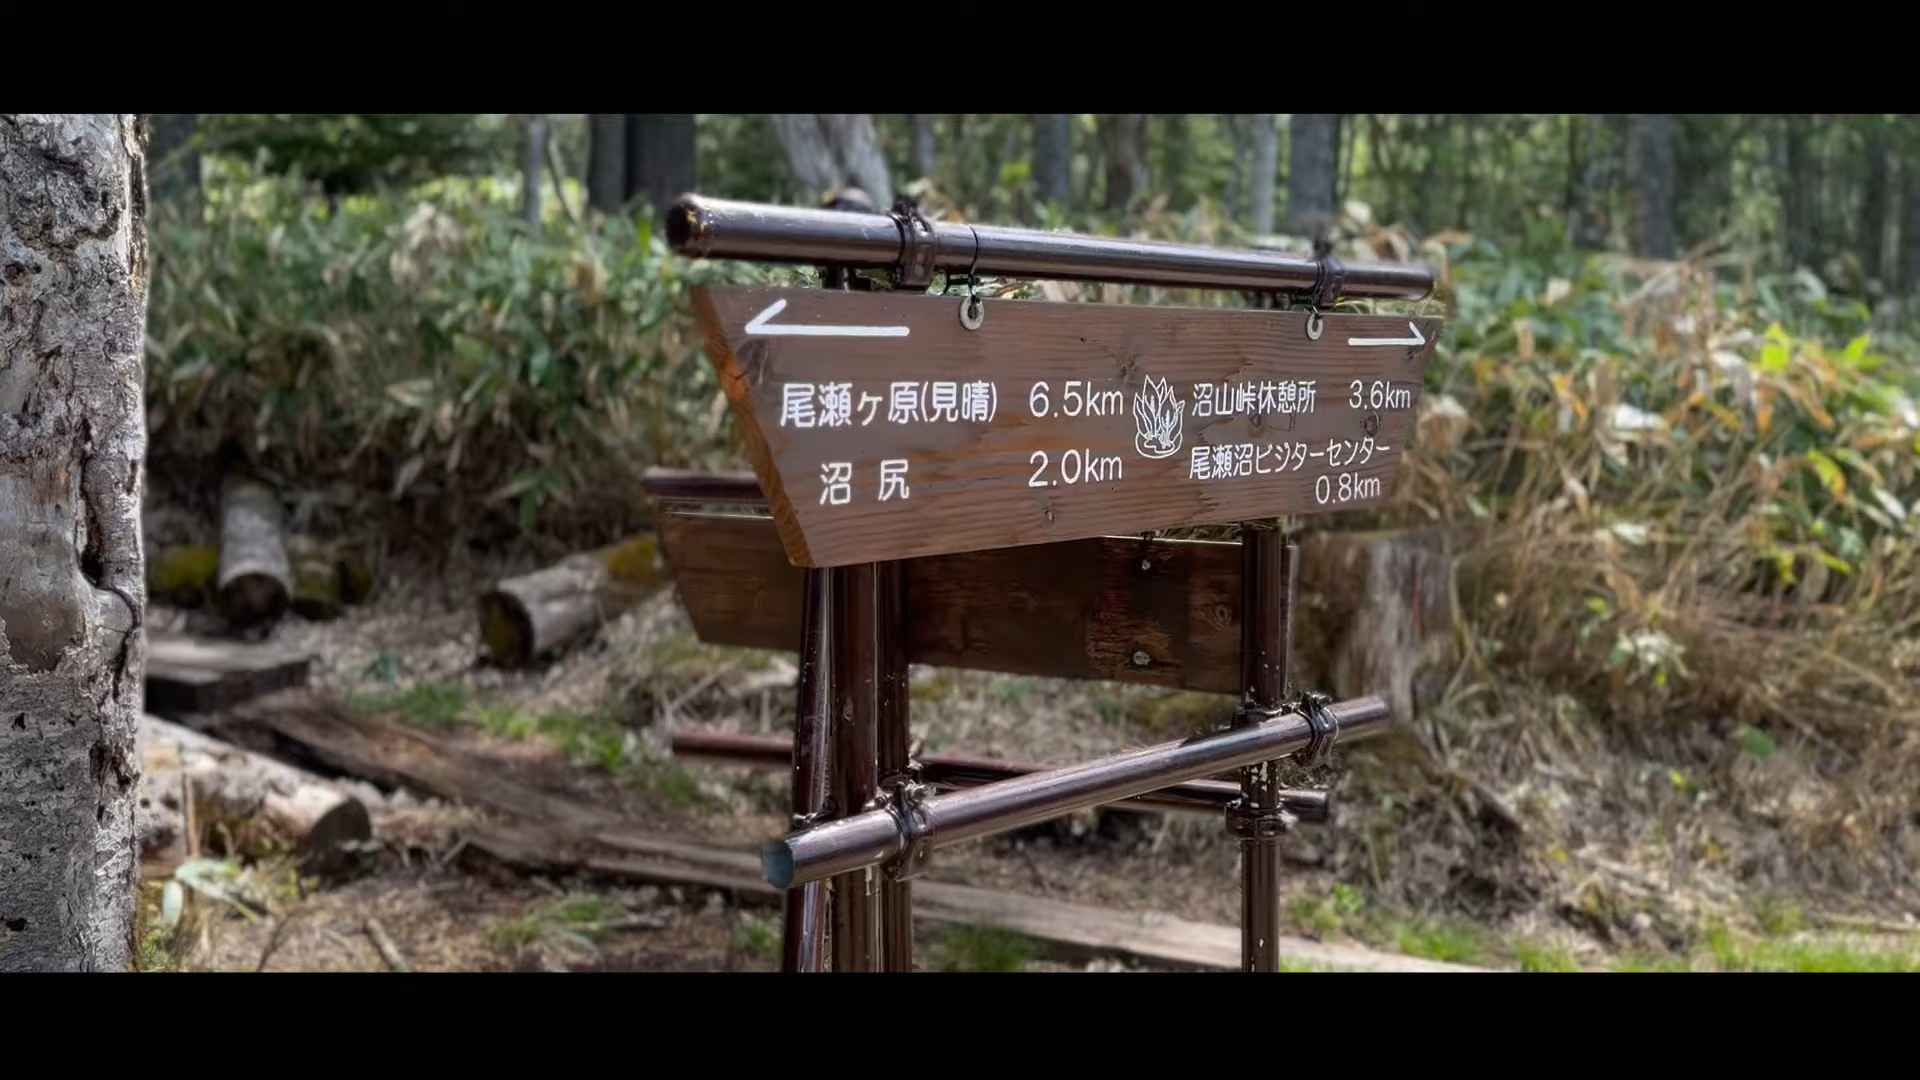 尾瀬ヶ原(見晴) 6.5km
沼尻 2.0km
沼山峠休憩所 3.6km
尾瀬沼ビジターセンター
0.8km